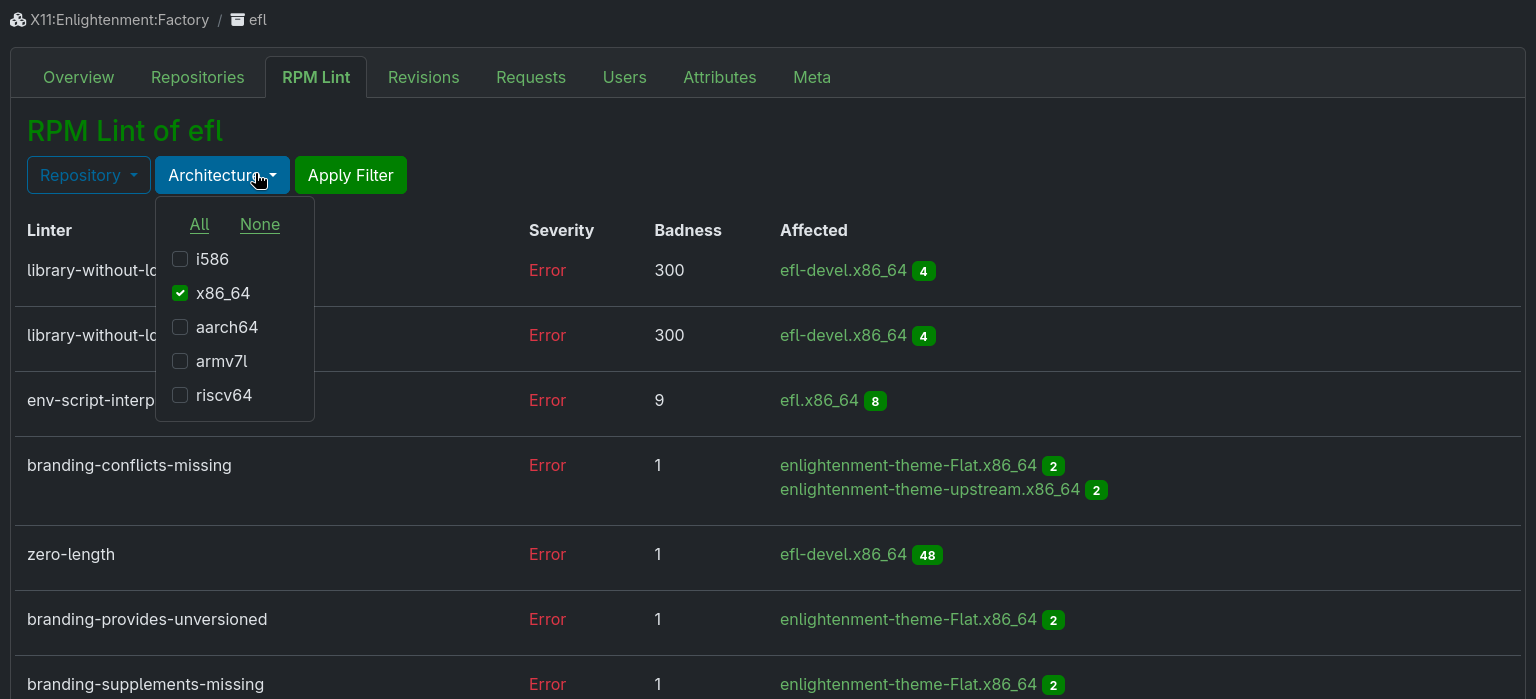 X11:Enlightenment:Factory / efl
Overview Repositories RPM Lint Revisions Requests Users Attributes Meta
RPM Lint of efl
Repository Architecture Apply Filter
All None
i586
x86_64
aarch64
armv7l
riscv64
Linter Severity Badness Affected
library-without-ld Error 300 efl-devel.x86_64 4
library-without-ld Error 300 efl-devel.x86_64 4
env-script-interp Error 9 efl.x86_64 8
branding-conflicts-missing Error 1 enlightenment-theme-Flat.x86_64 2
enlightenment-theme-upstream.x86_64 2
zero-length Error 1 efl-devel.x86_64 48
branding-provides-unversioned Error 1 enlightenment-theme-Flat.x86_64 2
branding-supplements-missing Error 1 enlightenment-theme-Flat.x86_64 2